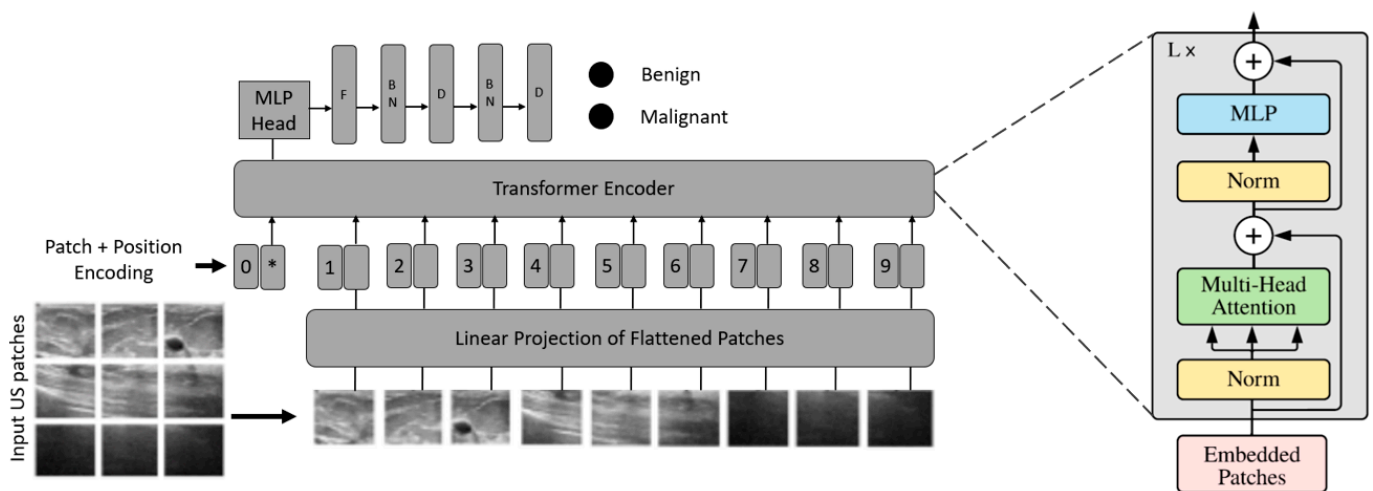 MLP
Head
F
B
N
D
B
N
D
Benign
Malignant
Transformer Encoder
Patch + Position
Encoding
0 * 1 2 3 4 5 6 7 8 9
Linear Projection of Flattened Patches
Input US patches
L x
+
MLP
Norm
+
Multi-Head
Attention
Norm
Embedded
Patches